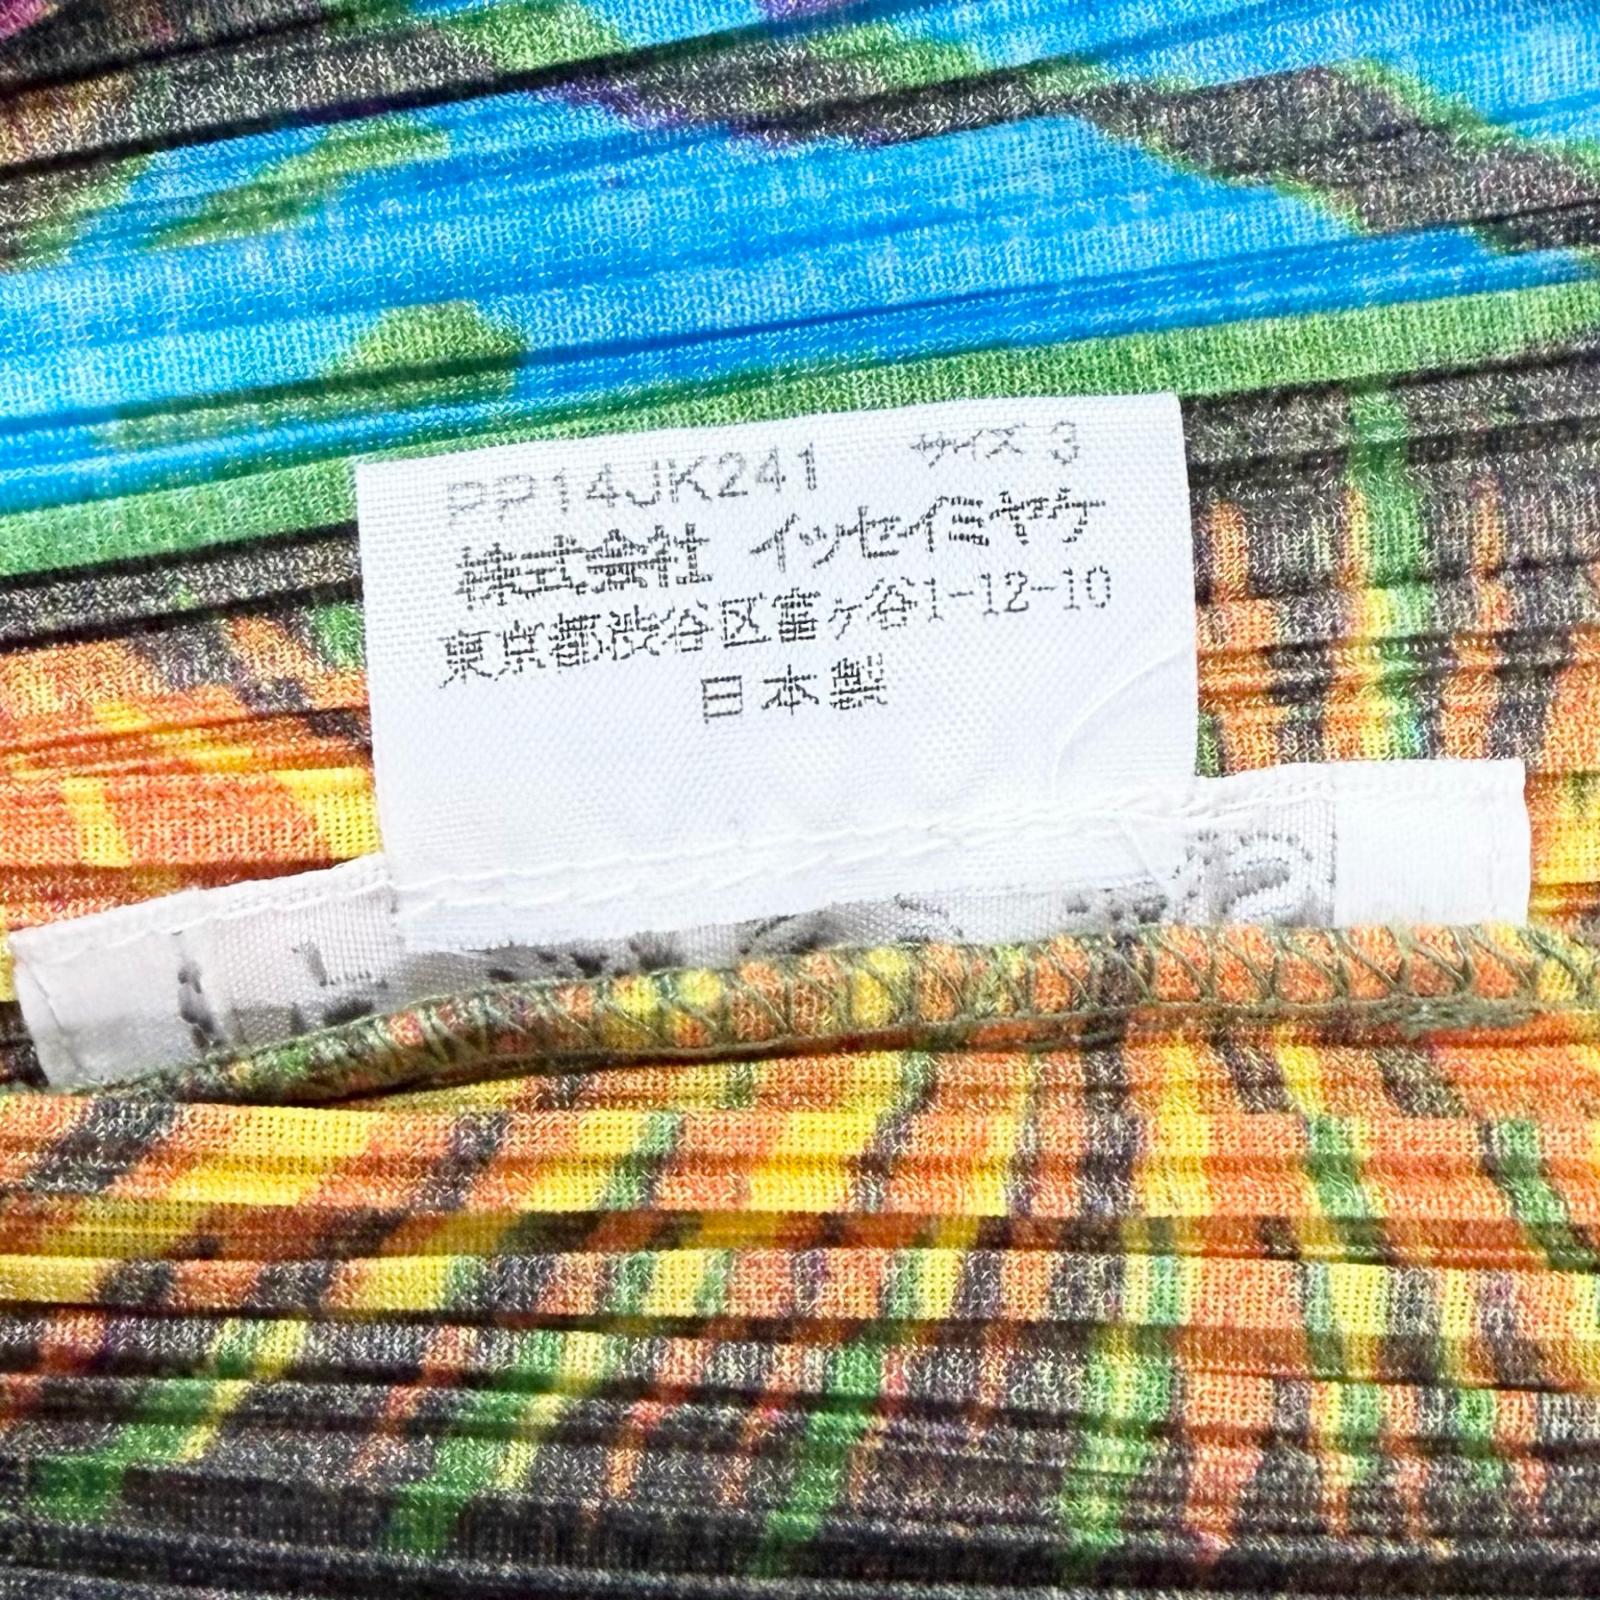 PP14JK241 サイズ 3
株式会社 イッセイミヤケ
東京都渋谷区富ヶ谷1-12-10
日本製